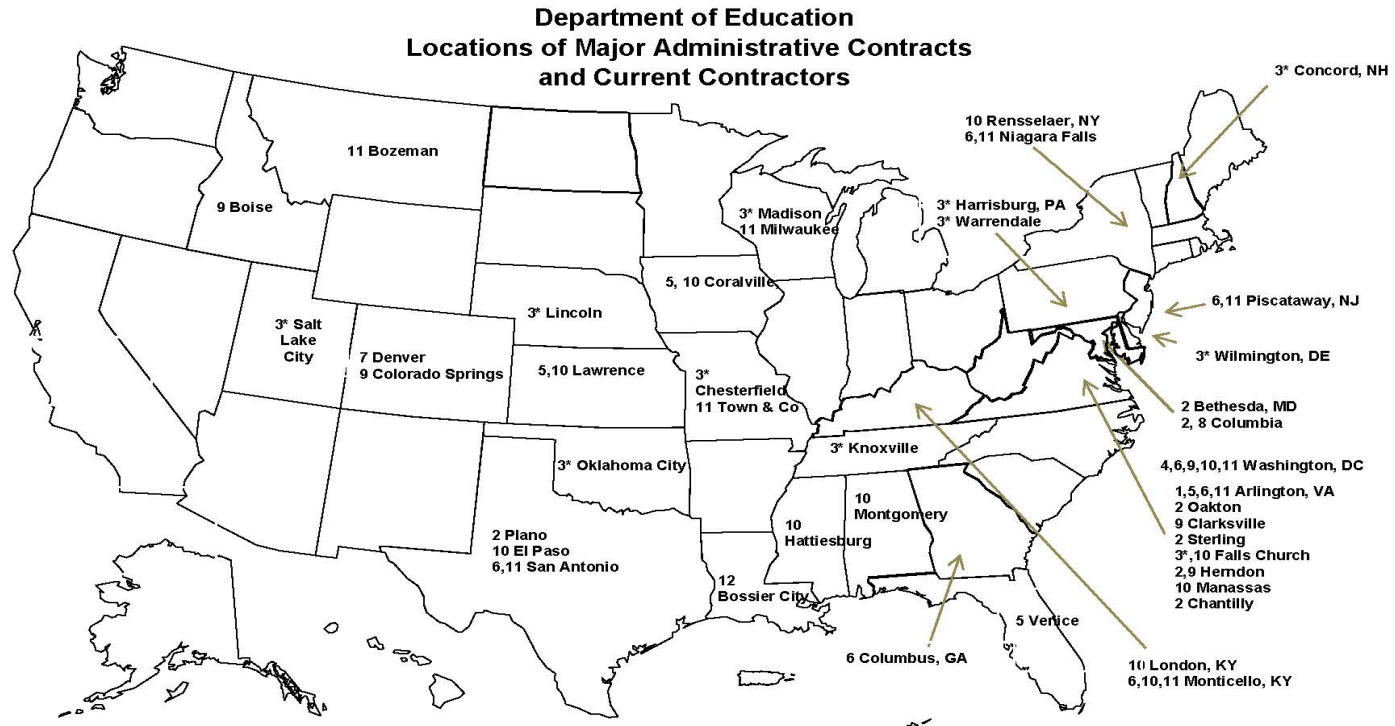 Department of Education
Locations of Major Administrative Contracts
and Current Contractors
3* Concord, NH
10 Rensselaer, NY
6,11 Niagara Falls
11 Bozeman
9 Boise
3* Harrisburg, PA
3* Warrendale
3* Madison
11 Milwaukee
5, 10 Coralville
6,11 Piscataway, NJ
3* Lincoln
3* Salt
Lake
City
7 Denver
9 Colorado Springs
5,10 Lawrence
3*
Chesterfield
11 Town & Co
3* Wilmington, DE
2 Bethesda, MD
2, 8 Columbia
3* Knoxville
3* Oklahoma City
4,6,9,10,11 Washington, DC
1,5,6,11 Arlington, VA
2 Oakton
9 Clarksville
2 Sterling
3*,10 Falls Church
2,9 Herndon
10 Manassas
2 Chantilly
10
Montgomery
10
Hattiesburg
2 Plano
10 El Paso
6,11 San Antonio
12
Bossier City
5 Venice
6 Columbus, GA
10 London, KY
6,10,11 Monticello, KY